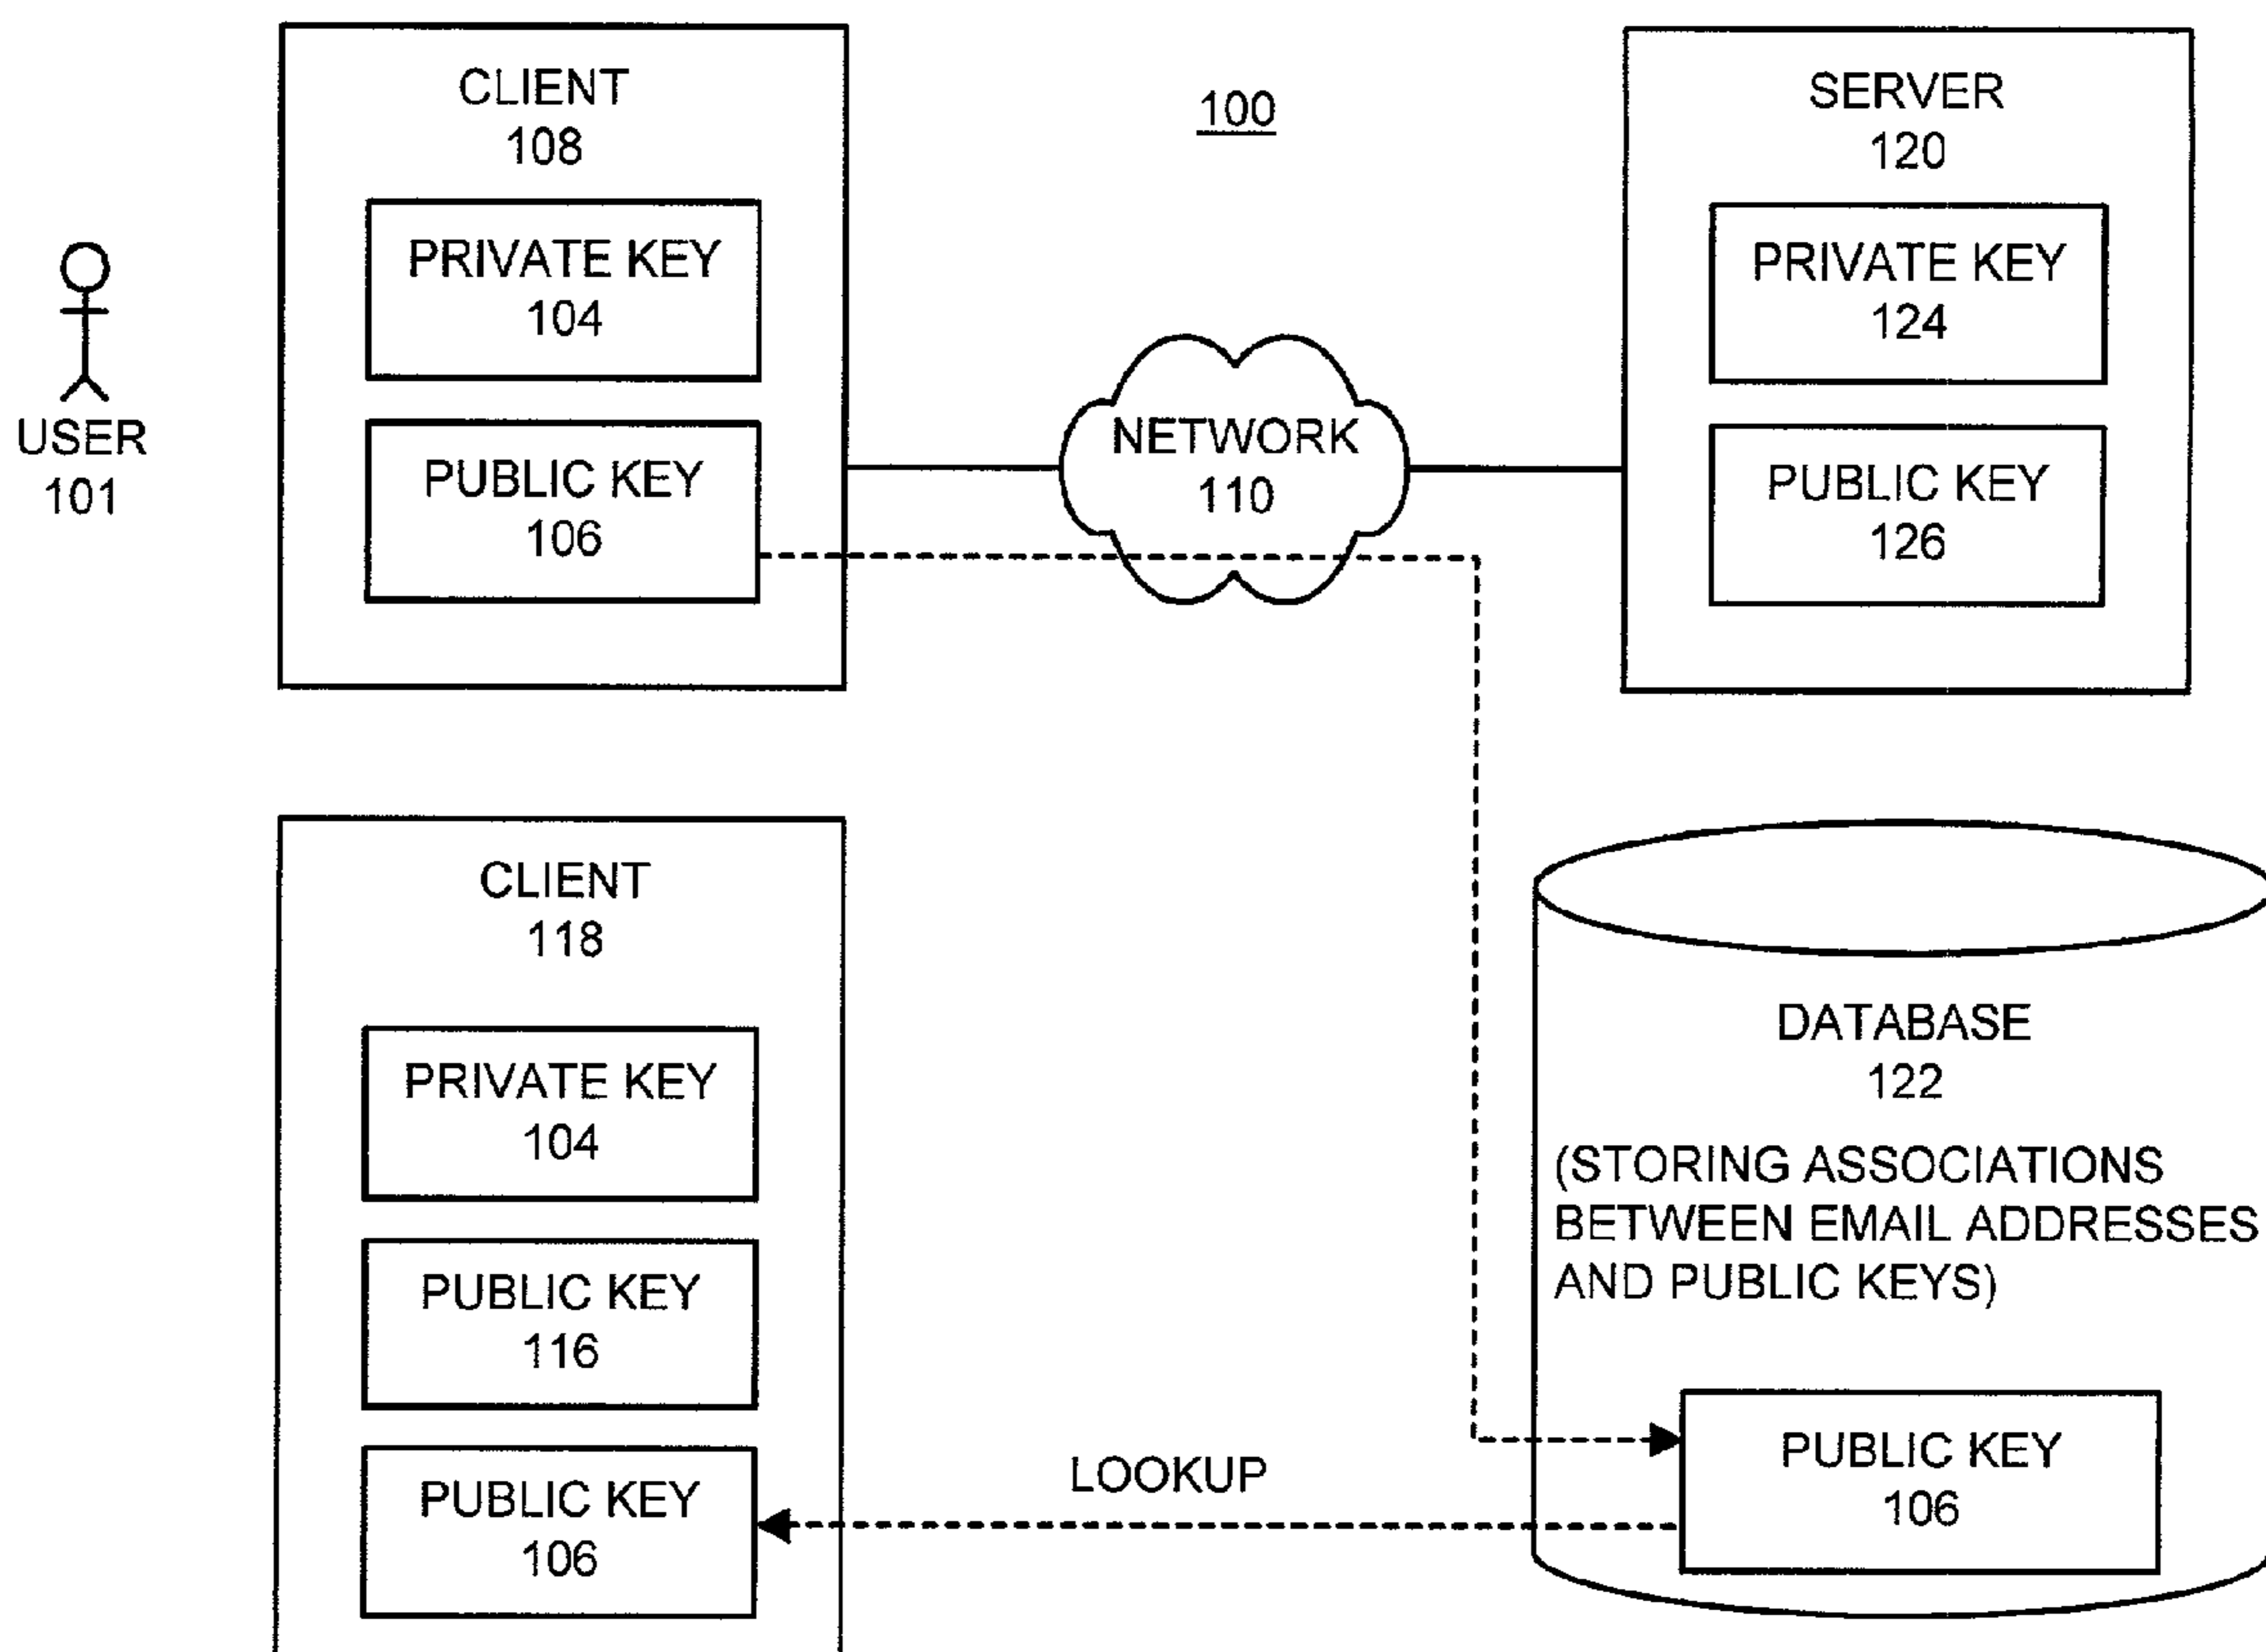 CLIENT
108
PRIVATE KEY
104
PUBLIC KEY
106
USER
101
100
NETWORK
110
SERVER
120
PRIVATE KEY
124
PUBLIC KEY
126
CLIENT
118
PRIVATE KEY
104
PUBLIC KEY
116
PUBLIC KEY
106
LOOKUP
DATABASE
122
(STORING ASSOCIATIONS
BETWEEN EMAIL ADDRESSES
AND PUBLIC KEYS)
PUBLIC KEY
106